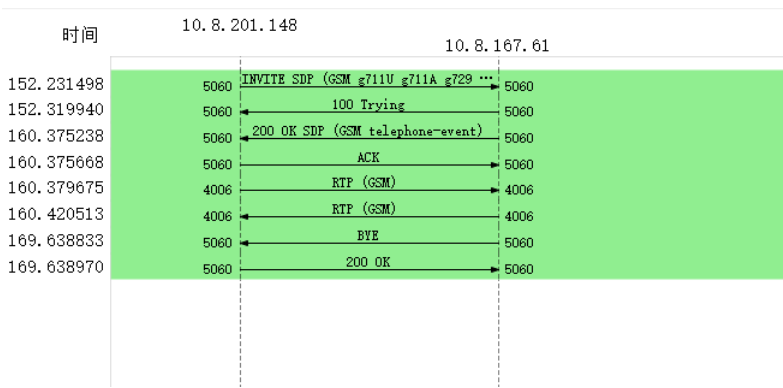 时间
10.8.201.148
10.8.167.61
152.231498 5060 INVITE SDP (GSM g711U g711A g729 ⋯ 5060
152.319940 5060 100 Trying 5060
160.375238 5060 200 OK SDP (GSM telephone-event) 5060
160.375668 5060 ACK 5060
160.379675 4006 RTP (GSM) 4006
160.420513 4006 RTP (GSM) 4006
169.638833 5060 BYE 5060
169.638970 5060 200 OK 5060